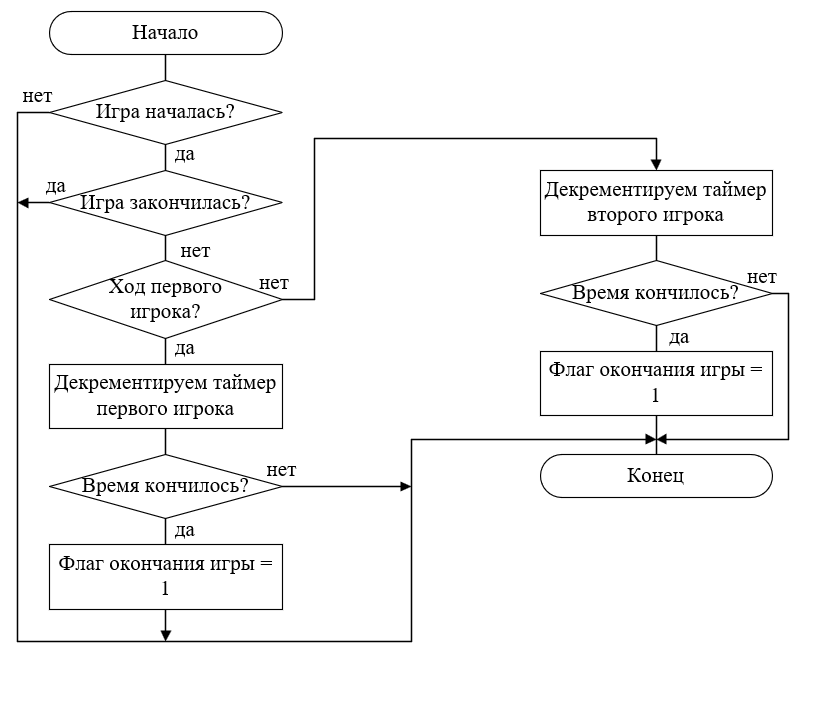 Начало
нет
Игра началась?
да
да
Игра закончилась?
нет
Ход первого
игрока?
нет
да
Декрементируем таймер
первого игрока
Время кончилось?
нет
да
Флаг окончания игры =
1
Декрементируем таймер
второго игрока
нет
Время кончилось?
да
Флаг окончания игры =
1
Конец